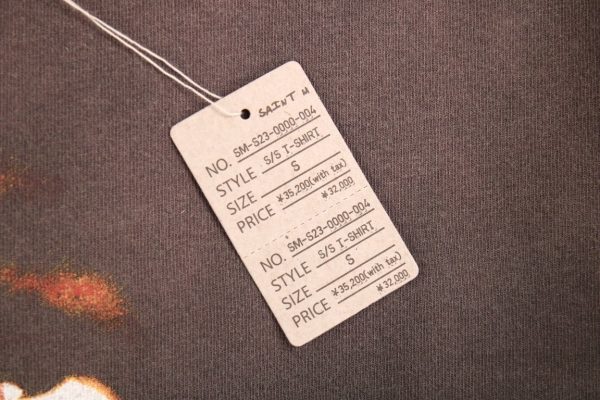 SAINT M
NO. SM-S23-0000-004
STYLE S/S T-SHIRT
SIZE S
PRICE ¥35,200(with tax)
¥32,000
NO. SM-S23-0000-004
STYLE S/S T-SHIRT
SIZE S
PRICE ¥35,200(with tax)
¥32,000